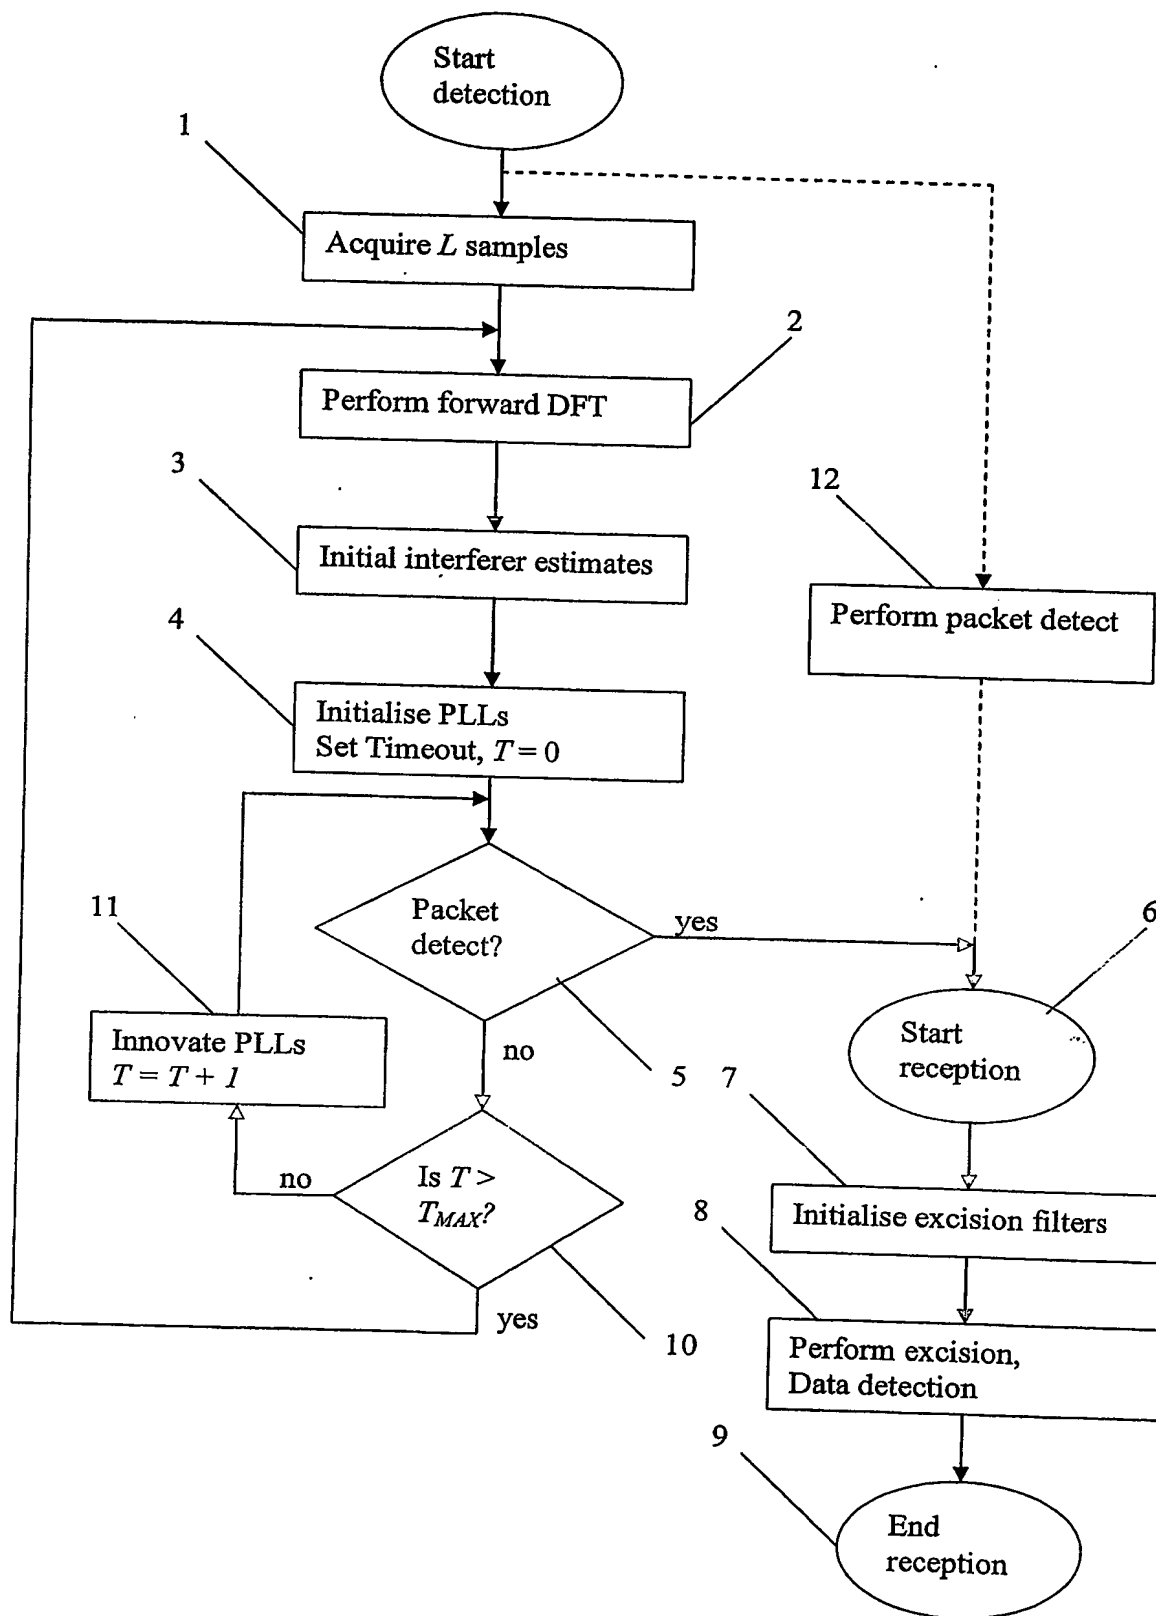 Start
detection
1
Acquire L samples
2
Perform forward DFT
3
Initial interferer estimates
12
Perform packet detect
4
Initialise PLLs
Set Timeout, T = 0
Packet
detect?
yes
6
11
Innovate PLLs
T = T + 1
no
5
7
Start
reception
Is T >
TMAX?
no
yes
10
Initialise excision filters
8
Perform excision,
Data detection
9
End
reception